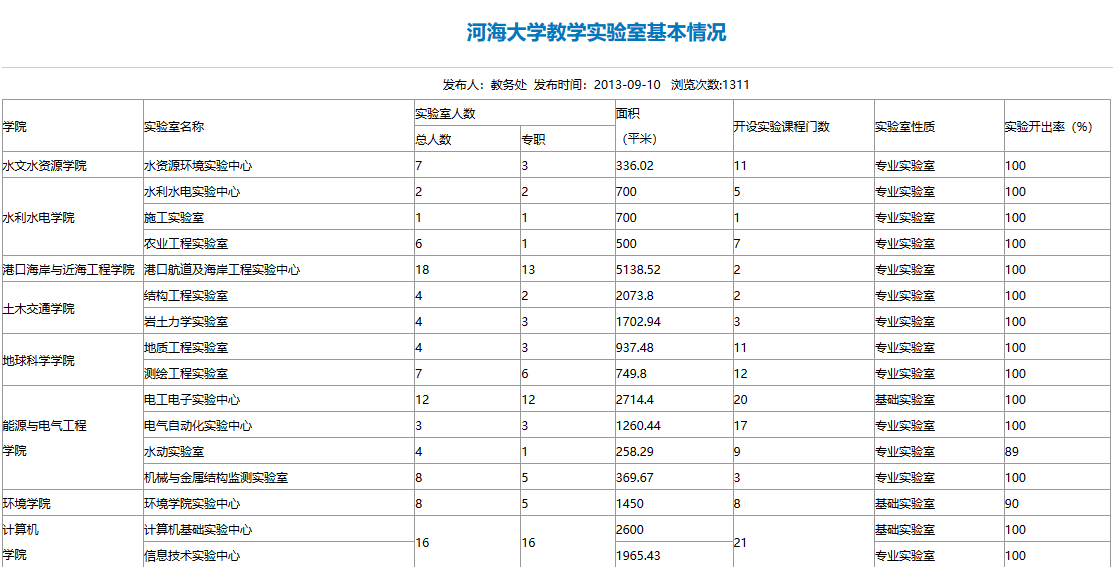 河海大学教学实验室基本情况
发布人：教务处 发布时间：2013-09-10 浏览次数:1311
学院 实验室名称 实验室人数 面积 开设实验课程门数 实验室性质 实验开出率（%）
总人数 专职 （平米）
水文水资源学院 水资源环境实验中心 7 3 336.02 11 专业实验室 100
水利水电学院 水利水电实验中心 2 2 700 5 专业实验室 100
施工实验室 1 1 700 1 专业实验室 100
农业工程实验室 6 1 500 7 专业实验室 100
港口海岸与近海工程学院 港口航道及海岸工程实验中心 18 13 5138.52 2 专业实验室 100
土木交通学院 结构工程实验室 4 2 2073.8 2 专业实验室 100
岩土力学实验室 4 3 1702.94 3 专业实验室 100
地球科学学院 地质工程实验室 4 3 937.48 11 专业实验室 100
测绘工程实验室 7 6 749.8 12 专业实验室 100
能源与电气工程 电工电子实验中心 12 12 2714.4 20 基础实验室 100
学院 电气自动化实验中心 3 3 1260.44 17 专业实验室 100
水动实验室 4 1 258.29 9 专业实验室 89
机械与金属结构监测实验室 8 5 369.67 3 专业实验室 100
环境学院 环境学院实验中心 8 5 1450 8 基础实验室 90
计算机 计算机基础实验中心 16 16 2600 21 基础实验室 100
学院 信息技术实验中心 1965.43 专业实验室 100